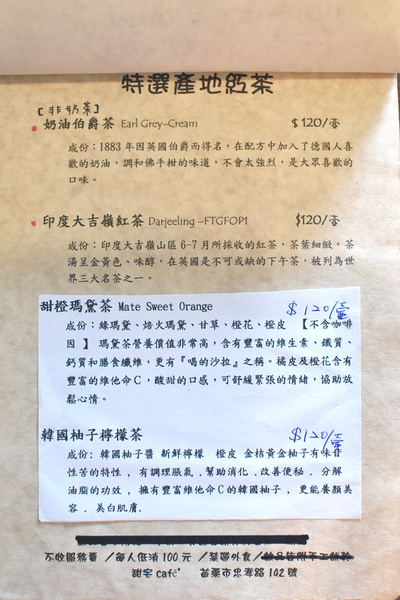 特選產地紅茶
[非奶茶]
奶油伯爵茶 Earl Grey-Cream $120/壺
成份：1883 年因英國伯爵而得名，在配方中加入了德國人喜
歡的奶油，調和佛手柑的味道，不會太強烈，是大眾喜歡的
口味。
印度大吉嶺紅茶 Darjeeling -FTGFOP1 $120/壺
成份：印度大吉嶺山區 6-7 月所採收的紅茶，茶葉細緻，茶
湯呈金黃色、味醇，在英國是不可或缺的下午茶，被列為世
界三大名茶之一。
甜橙瑪黛茶 Mate Sweet Orange $120/壺
成份：綠瑪黛、焙火瑪黛、甘草、橙花、橙皮 【不含咖啡
因 】 瑪黛茶營養價值非常高，含有豐富的維生素、鐵質、
鈣質和膳食纖維，更有『喝的沙拉』之稱。橘皮及橙花含有
豐富的維他命 C，酸甜的口感，可舒緩緊張的情緒，協助放
鬆心情。
韓國柚子檸檬茶 $120/壺
成份: 韓國柚子醬 新鮮檸檬 橙皮 金桔黃金柚子有味甘
性苦的特性，有調理脹氣.幫助消化.改善便秘. 分解
油脂的功效，擁有豐富維他命 C 的韓國柚子，更能養顏美
容. 美白肌膚.
不收服務費 ／每人低消 100 元 ／禁帶外食／
甜宅 café 苗栗市忠孝路 142 號